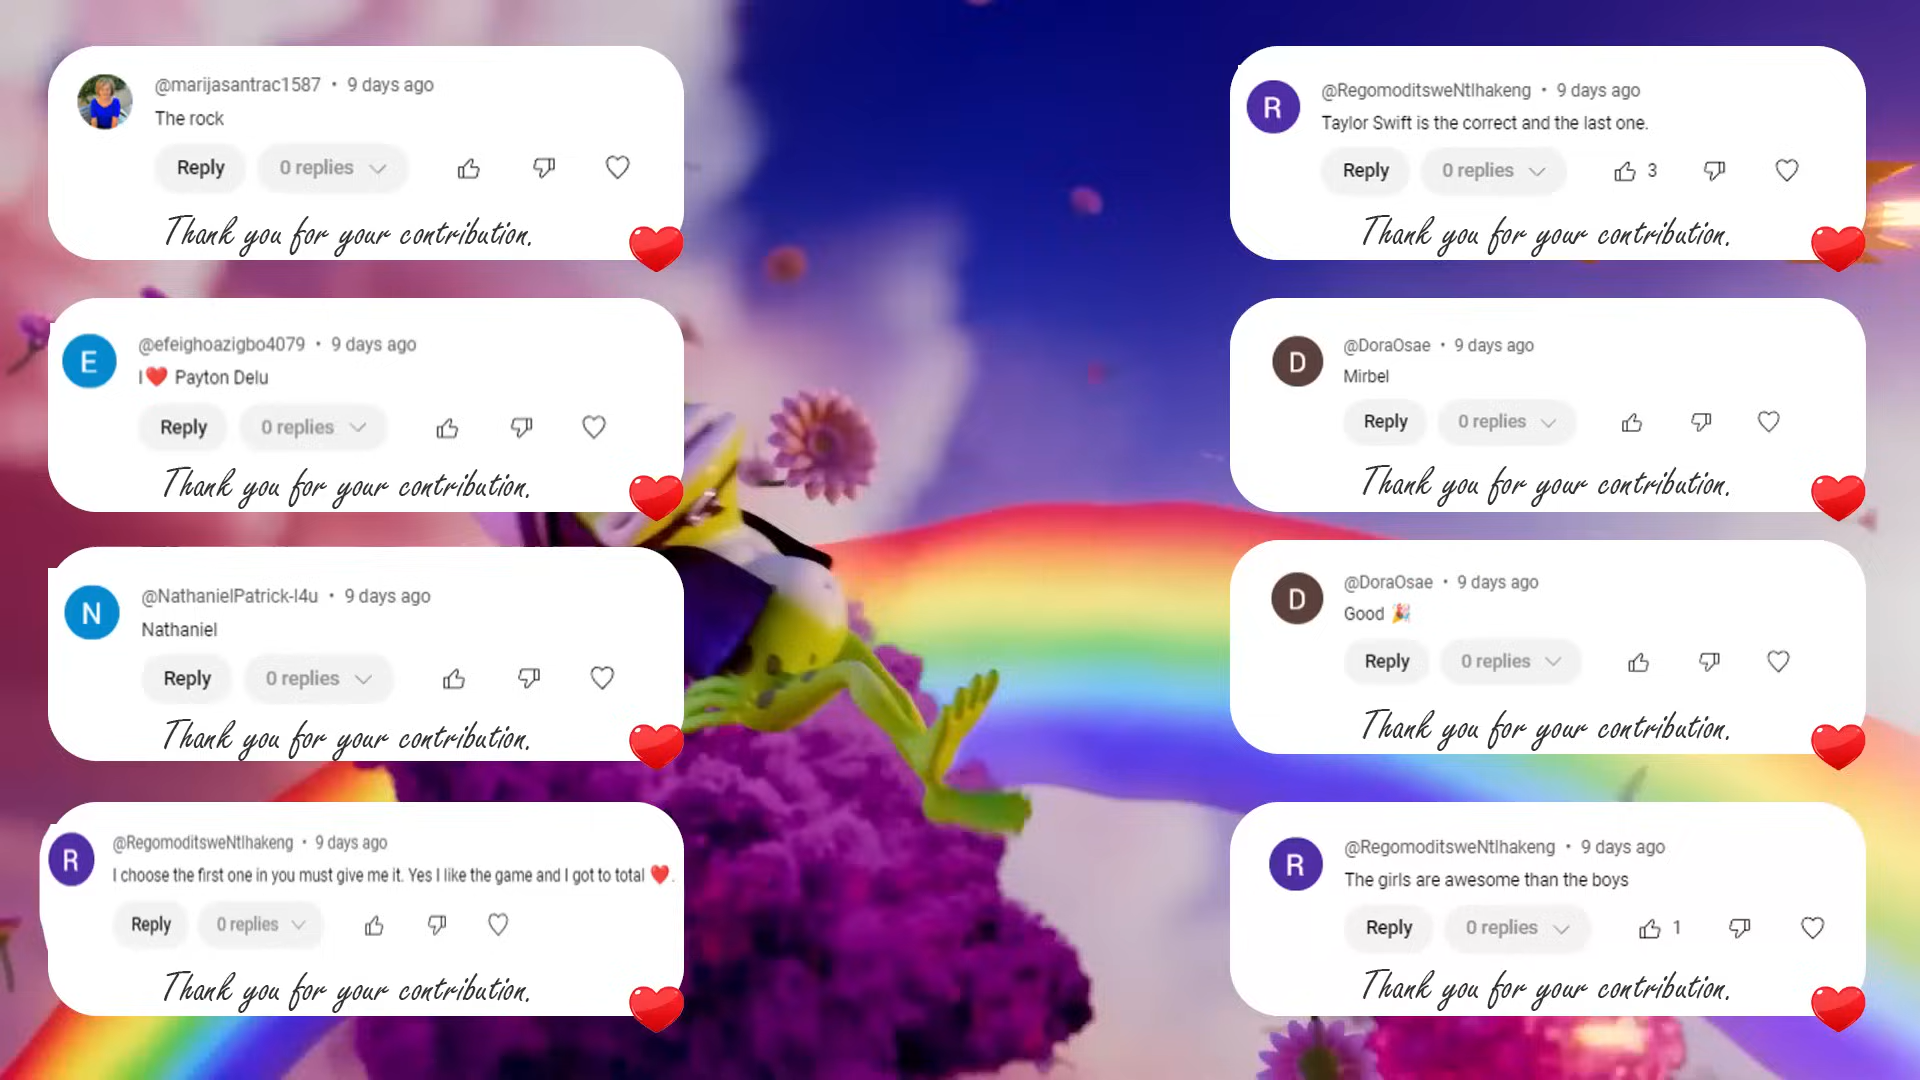 @marijasantrac1587 • 9 days ago
The rock
Reply 0 replies
Thank you for your contribution.
E
@efeighoazigbo4079 • 9 days ago
I❤️ Payton Delu
Reply 0 replies
Thank you for your contribution.
N
@NathanielPatrick-l4u • 9 days ago
Nathaniel
Reply 0 replies
Thank you for your contribution.
R
@RegomoditsweNtlhakeng • 9 days ago
I choose the first one in you must give me it. Yes I like the game and I got to total ❤️.
Reply 0 replies
Thank you for your contribution.
R
@RegomoditsweNtlhakeng • 9 days ago
Taylor Swift is the correct and the last one.
Reply 0 replies 3
Thank you for your contribution.
D
@DoraOsae • 9 days ago
Mirbel
Reply 0 replies
Thank you for your contribution.
D
@DoraOsae • 9 days ago
Good 🎉
Reply 0 replies
Thank you for your contribution.
R
@RegomoditsweNtlhakeng • 9 days ago
The girls are awesome than the boys
Reply 0 replies 1
Thank you for your contribution.